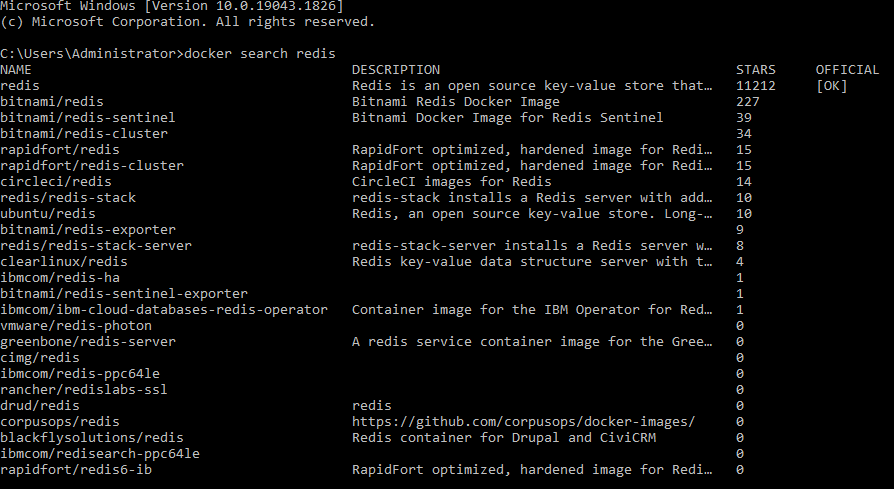 Microsoft Windows [Version 10.0.19043.1826]
(c) Microsoft Corporation. All rights reserved.
C:\Users\Administrator>docker search redis
NAME DESCRIPTION STARS OFFICIAL
redis Redis is an open source key-value store that… 11212 [OK]
bitnami/redis Bitnami Redis Docker Image 227
bitnami/redis-sentinel Bitnami Docker Image for Redis Sentinel 39
bitnami/redis-cluster 34
rapidfort/redis RapidFort optimized, hardened image for Redi… 15
rapidfort/redis-cluster RapidFort optimized, hardened image for Redi… 15
circleci/redis CircleCI images for Redis 14
redis/redis-stack redis-stack installs a Redis server with add… 10
ubuntu/redis Redis, an open source key-value store. Long-… 10
bitnami/redis-exporter 9
redis/redis-stack-server redis-stack-server installs a Redis server w… 8
clearlinux/redis Redis key-value data structure server with t… 4
ibmcom/redis-ha 1
bitnami/redis-sentinel-exporter 1
ibmcom/ibm-cloud-databases-redis-operator Container image for the IBM Operator for Red… 1
vmware/redis-photon 0
greenbone/redis-server A redis service container image for the Gree… 0
cimg/redis 0
ibmcom/redis-ppc64le 0
rancher/redislabs-ssl 0
drud/redis redis 0
corpusops/redis https://github.com/corpusops/docker-images/ 0
blackflysolutions/redis Redis container for Drupal and CiviCRM 0
ibmcom/redisearch-ppc64le 0
rapidfort/redis6-ib RapidFort optimized, hardened image for Redi… 0